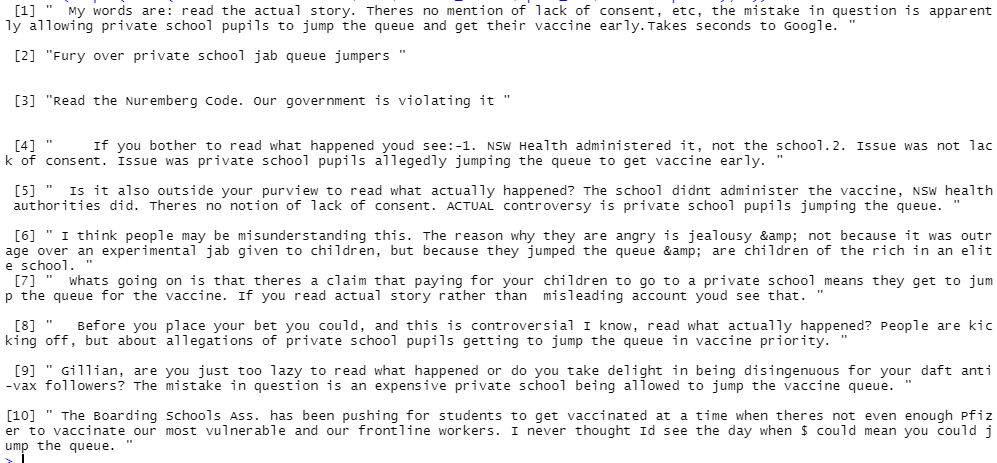 [1] "  My words are: read the actual story. Theres no mention of lack of consent, etc, the mistake in question is apparent
ly allowing private school pupils to jump the queue and get their vaccine early.Takes seconds to Google. "
[2] "Fury over private school jab queue jumpers "
[3] "Read the Nuremberg Code. Our government is violating it "
[4] "     If you bother to read what happened youd see:-1. NSW Health administered it, not the school.2. Issue was not lac
k of consent. Issue was private school pupils allegedly jumping the queue to get vaccine early. "
[5] "  Is it also outside your purview to read what actually happened? The school didnt administer the vaccine, NSW health
authorities did. Theres no notion of lack of consent. ACTUAL controversy is private school pupils jumping the queue. "
[6] " I think people may be misunderstanding this. The reason why they are angry is jealousy &amp; not because it was outr
age over an experimental jab given to children, but because they jumped the queue &amp; are children of the rich in an elit
e school. "
[7] "  Whats going on is that theres a claim that paying for your children to go to a private school means they get to jum
p the queue for the vaccine. If you read actual story rather than  misleading account youd see that. "
[8] "   Before you place your bet you could, and this is controversial I know, read what actually happened? People are kic
king off, but about allegations of private school pupils getting to jump the queue in vaccine priority. "
[9] " Gillian, are you just too lazy to read what happened or do you take delight in being disingenuous for your daft anti
-vax followers? The mistake in question is an expensive private school being allowed to jump the vaccine queue. "
[10] " The Boarding Schools Ass. has been pushing for students to get vaccinated at a time when theres not even enough Pfiz
er to vaccinate our most vulnerable and our frontline workers. I never thought Id see the day when $ could mean you could j
ump the queue. "
>